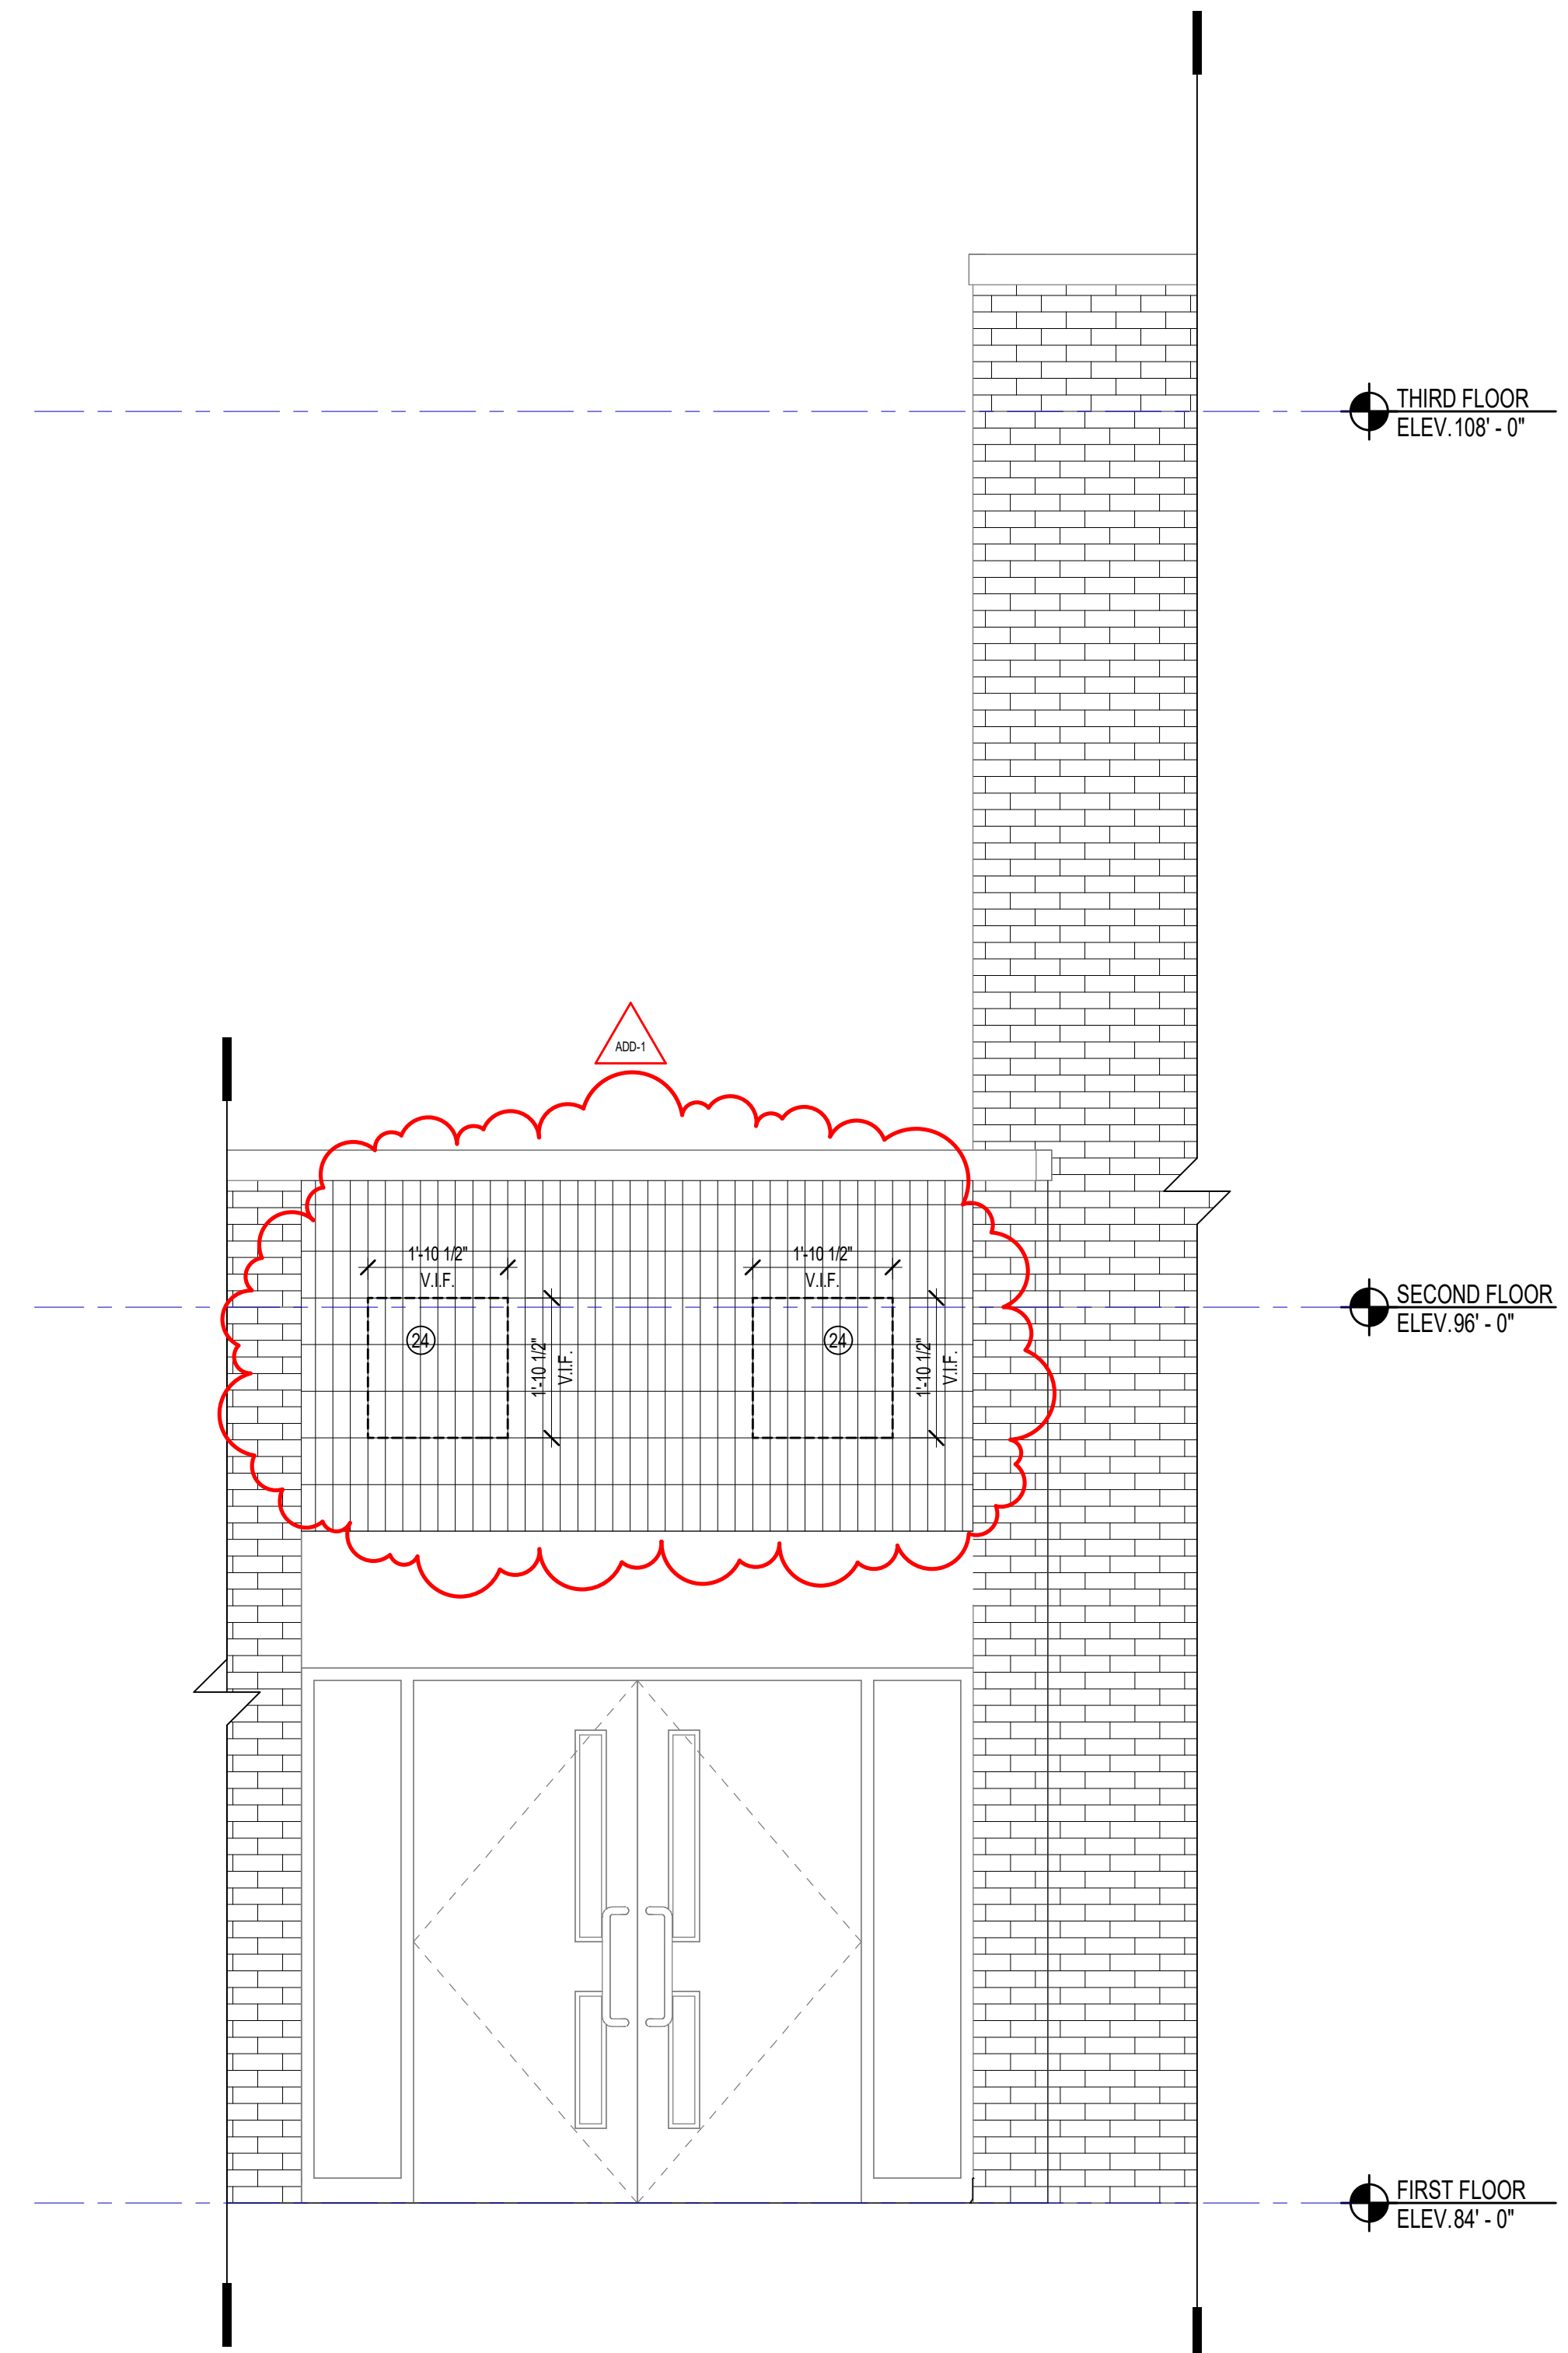 THIRD FLOOR
ELEV. 108' - 0"
ADD-1
1'-10 1/2"
V.I.F.
1'-10 1/2"
V.I.F.
SECOND FLOOR
ELEV. 96' - 0"
24
1'-10 1/2"
V.I.F.
24
1'-10 1/2"
V.I.F.
FIRST FLOOR
ELEV. 84' - 0"